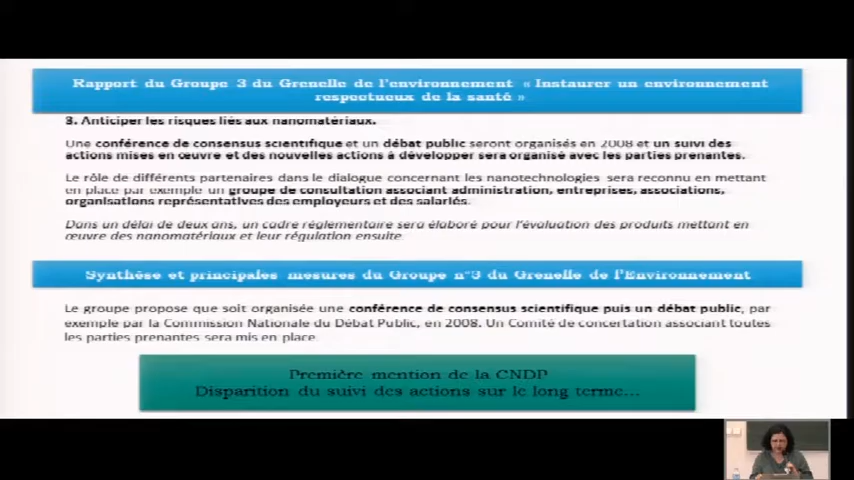 Rapport du Groupe 3 du Grenelle de l'environnement « Instaurer un environnement
respectueux de la santé »
3. Anticiper les risques liés aux nanomatériaux.
Une conférence de consensus scientifique et un débat public seront organisés en 2008 et un suivi des
actions mises en œuvre et des nouvelles actions à développer sera organisé avec les parties prenantes.
Le rôle de différents partenaires dans le dialogue concernant les nanotechnologies sera reconnu en mettant
en place par exemple un groupe de consultation associant administration, entreprises, associations,
organisations représentatives des employeurs et des salariés.
Dans un délai de deux ans, un cadre réglementaire sera élaboré pour l'évaluation des produits mettant en
œuvre des nanomatériaux et leur régulation ensuite.
Synthèse et principales mesures du Groupe n°3 du Grenelle de l'Environnement
Le groupe propose que soit organisée une conférence de consensus scientifique puis un débat public, par
exemple par la Commission Nationale du Débat Public, en 2008. Un Comité de concertation associant toutes
les parties prenantes sera mis en place.
Première mention de la CNDP
Disparition du suivi des actions sur le long terme...